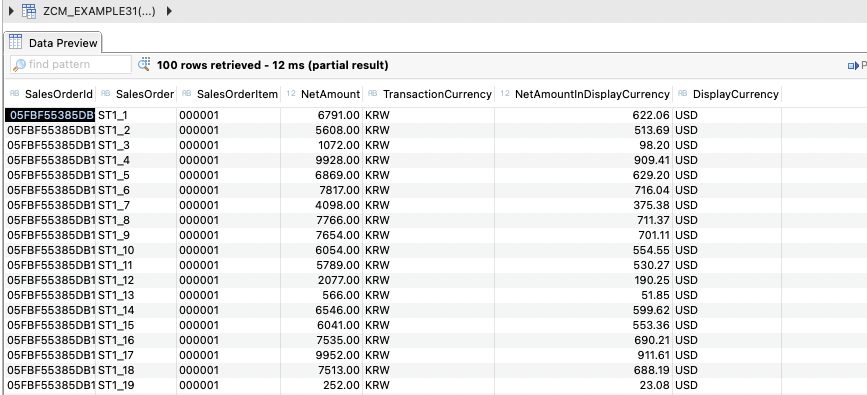 ZCM_EXAMPLE31(...)
Data Preview
find pattern 100 rows retrieved - 12 ms (partial result)
SalesOrderId SalesOrder SalesOrderItem NetAmount TransactionCurrency NetAmountInDisplayCurrency DisplayCurrency
05FBF55385DB1 ST1_1 000001 6791.00 KRW 622.06 USD
05FBF55385DB1 ST1_2 000001 5608.00 KRW 513.69 USD
05FBF55385DB1 ST1_3 000001 1072.00 KRW 98.20 USD
05FBF55385DB1 ST1_4 000001 9928.00 KRW 909.41 USD
05FBF55385DB1 ST1_5 000001 6869.00 KRW 629.20 USD
05FBF55385DB1 ST1_6 000001 7817.00 KRW 716.04 USD
05FBF55385DB1 ST1_7 000001 4098.00 KRW 375.38 USD
05FBF55385DB1 ST1_8 000001 7766.00 KRW 711.37 USD
05FBF55385DB1 ST1_9 000001 7654.00 KRW 701.11 USD
05FBF55385DB1 ST1_10 000001 6054.00 KRW 554.55 USD
05FBF55385DB1 ST1_11 000001 5789.00 KRW 530.27 USD
05FBF55385DB1 ST1_12 000001 2077.00 KRW 190.25 USD
05FBF55385DB1 ST1_13 000001 566.00 KRW 51.85 USD
05FBF55385DB1 ST1_14 000001 6546.00 KRW 599.62 USD
05FBF55385DB1 ST1_15 000001 6041.00 KRW 553.36 USD
05FBF55385DB1 ST1_16 000001 7535.00 KRW 690.21 USD
05FBF55385DB1 ST1_17 000001 9952.00 KRW 911.61 USD
05FBF55385DB1 ST1_18 000001 7513.00 KRW 688.19 USD
05FBF55385DB1 ST1_19 000001 252.00 KRW 23.08 USD